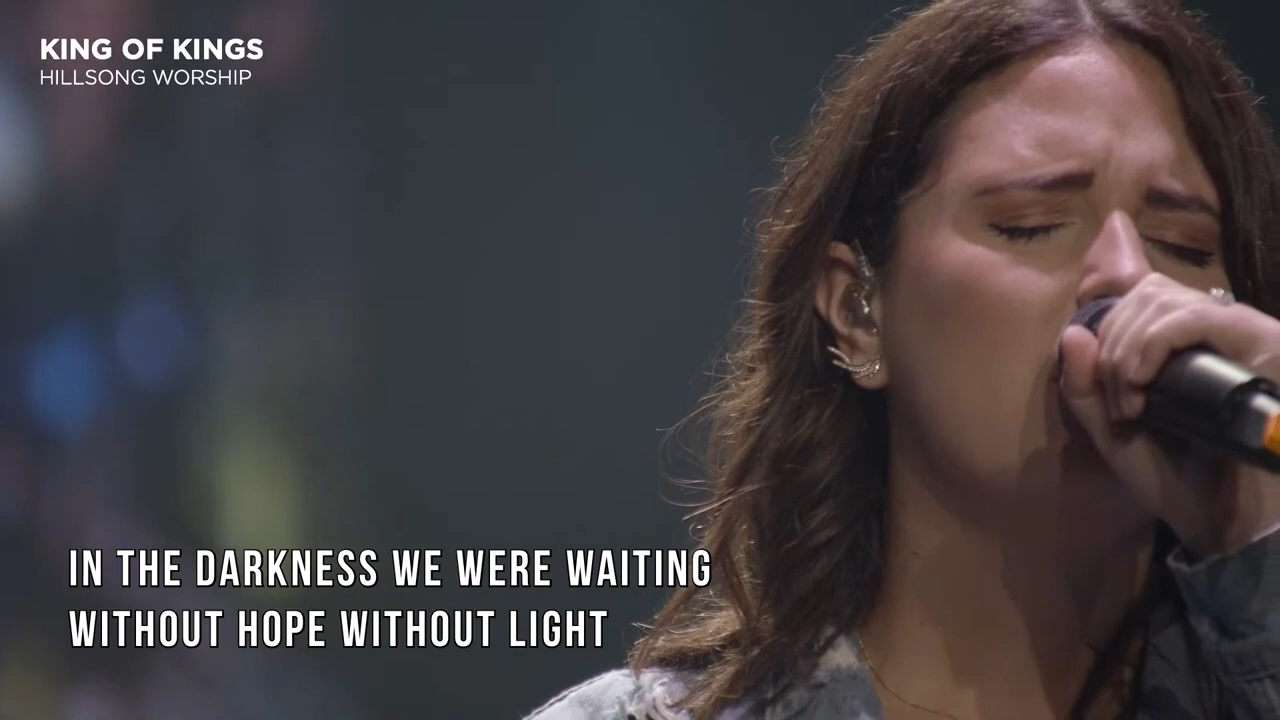 KING OF KINGS
HILLSONG WORSHIP
IN THE DARKNESS WE WERE WAITING
WITHOUT HOPE WITHOUT LIGHT